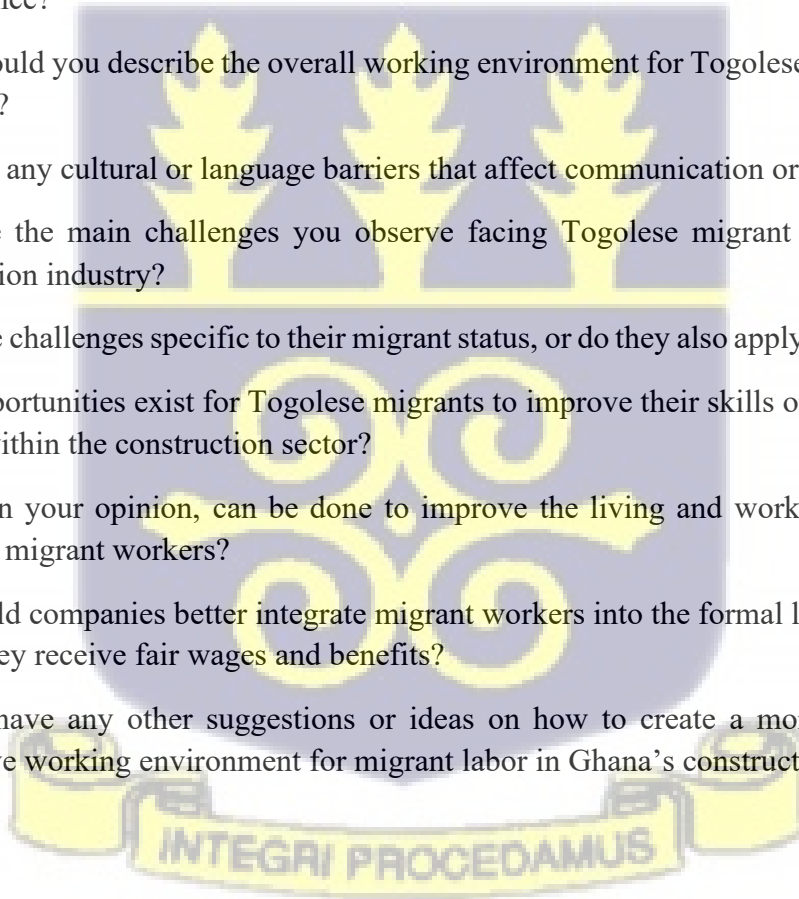 ould you describe the overall working environment for Togolese
?
any cultural or language barriers that affect communication or
the main challenges you observe facing Togolese migrant
ion industry?
challenges specific to their migrant status, or do they also apply
portunities exist for Togolese migrants to improve their skills o
ithin the construction sector?
n your opinion, can be done to improve the living and work
migrant workers?
ld companies better integrate migrant workers into the formal l
ey receive fair wages and benefits?
have any other suggestions or ideas on how to create a mo
e working environment for migrant labor in Ghana's construct
INTEGRI PROCEDAMUS